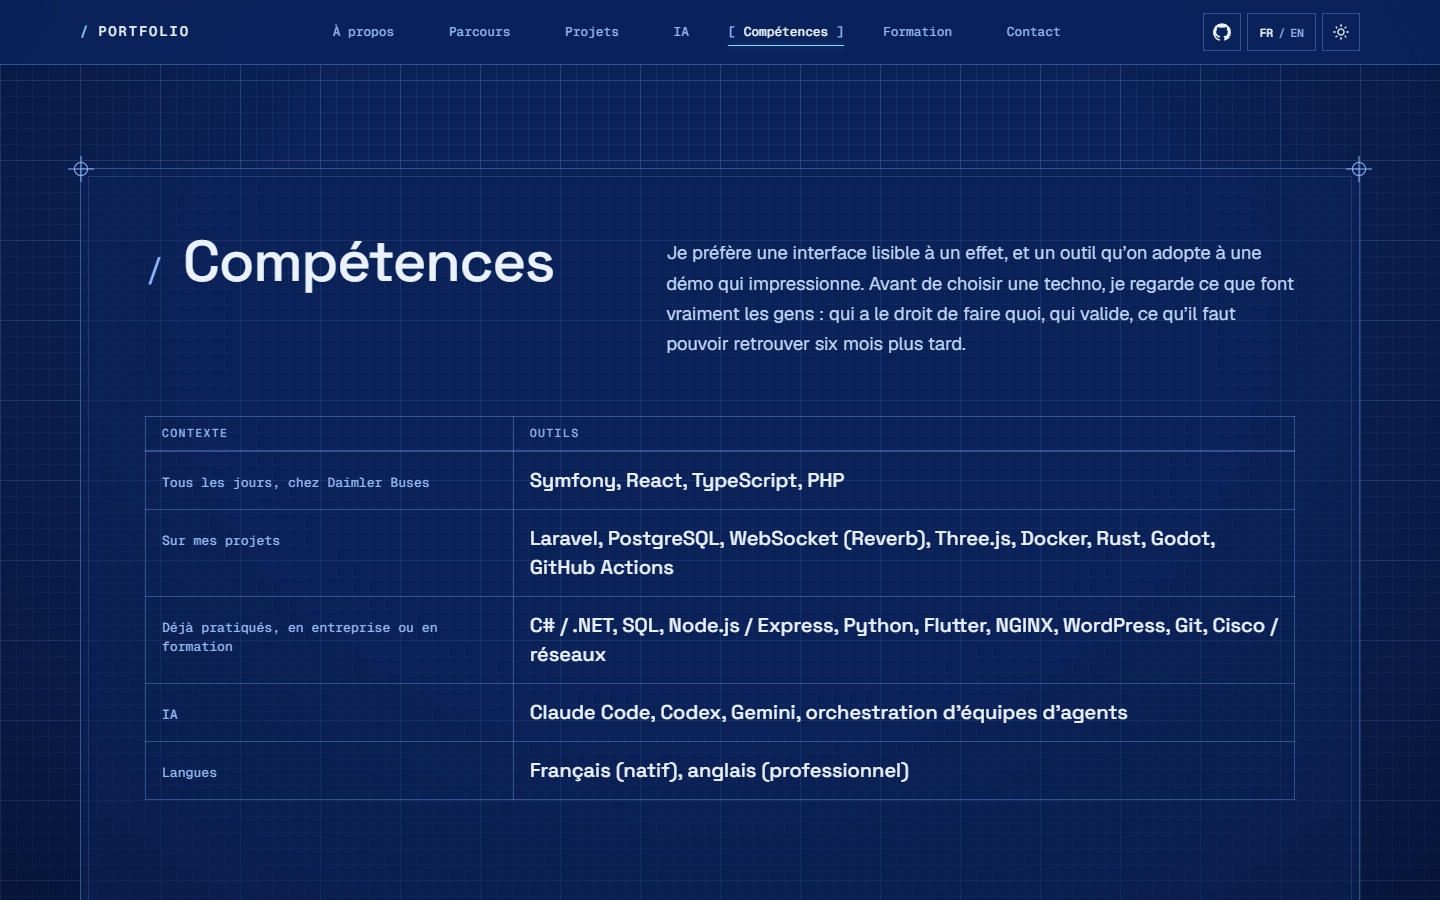 / PORTFOLIO
À propos
Parcours
Projets
IA
[ Compétences ]
Formation
Contact
FR / EN
/ Compétences
Je préfère une interface lisible à un effet, et un outil qu’on adopte à une
démo qui impressionne. Avant de choisir une techno, je regarde ce que font
vraiment les gens : qui a le droit de faire quoi, qui valide, ce qu’il faut
pouvoir retrouver six mois plus tard.
CONTEXTE
OUTILS
Tous les jours, chez Daimler Buses
Symfony, React, TypeScript, PHP
Sur mes projets
Laravel, PostgreSQL, WebSocket (Reverb), Three.js, Docker, Rust, Godot,
GitHub Actions
Déjà pratiqués, en entreprise ou en
formation
C# / .NET, SQL, Node.js / Express, Python, Flutter, NGINX, WordPress, Git, Cisco /
réseaux
IA
Claude Code, Codex, Gemini, orchestration d’équipes d’agents
Langues
Français (natif), anglais (professionnel)